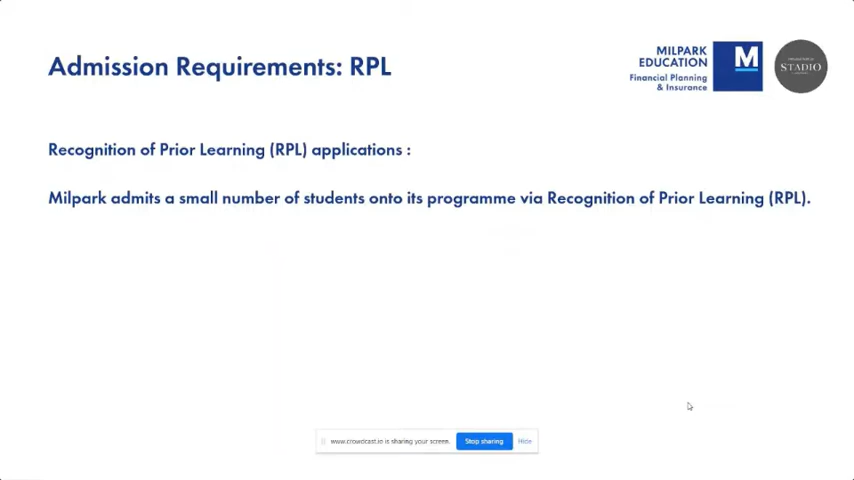 Admission Requirements: RPL
MILPARK
EDUCATION
Financial Planning
& Insurance
M
STADIO
Recognition of Prior Learning (RPL) applications :
Milpark admits a small number of students onto its programme via Recognition of Prior Learning (RPL).
www.crowdcast.io is sharing your screen.
Stop sharing
Hide